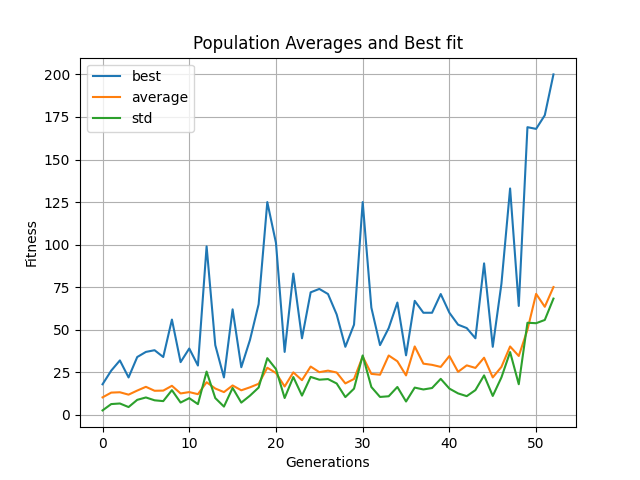 Population Averages and Best fit
best
average
std
Fitness
200
175
150
125
100
75
50
25
0
0 10 20 30 40 50
Generations